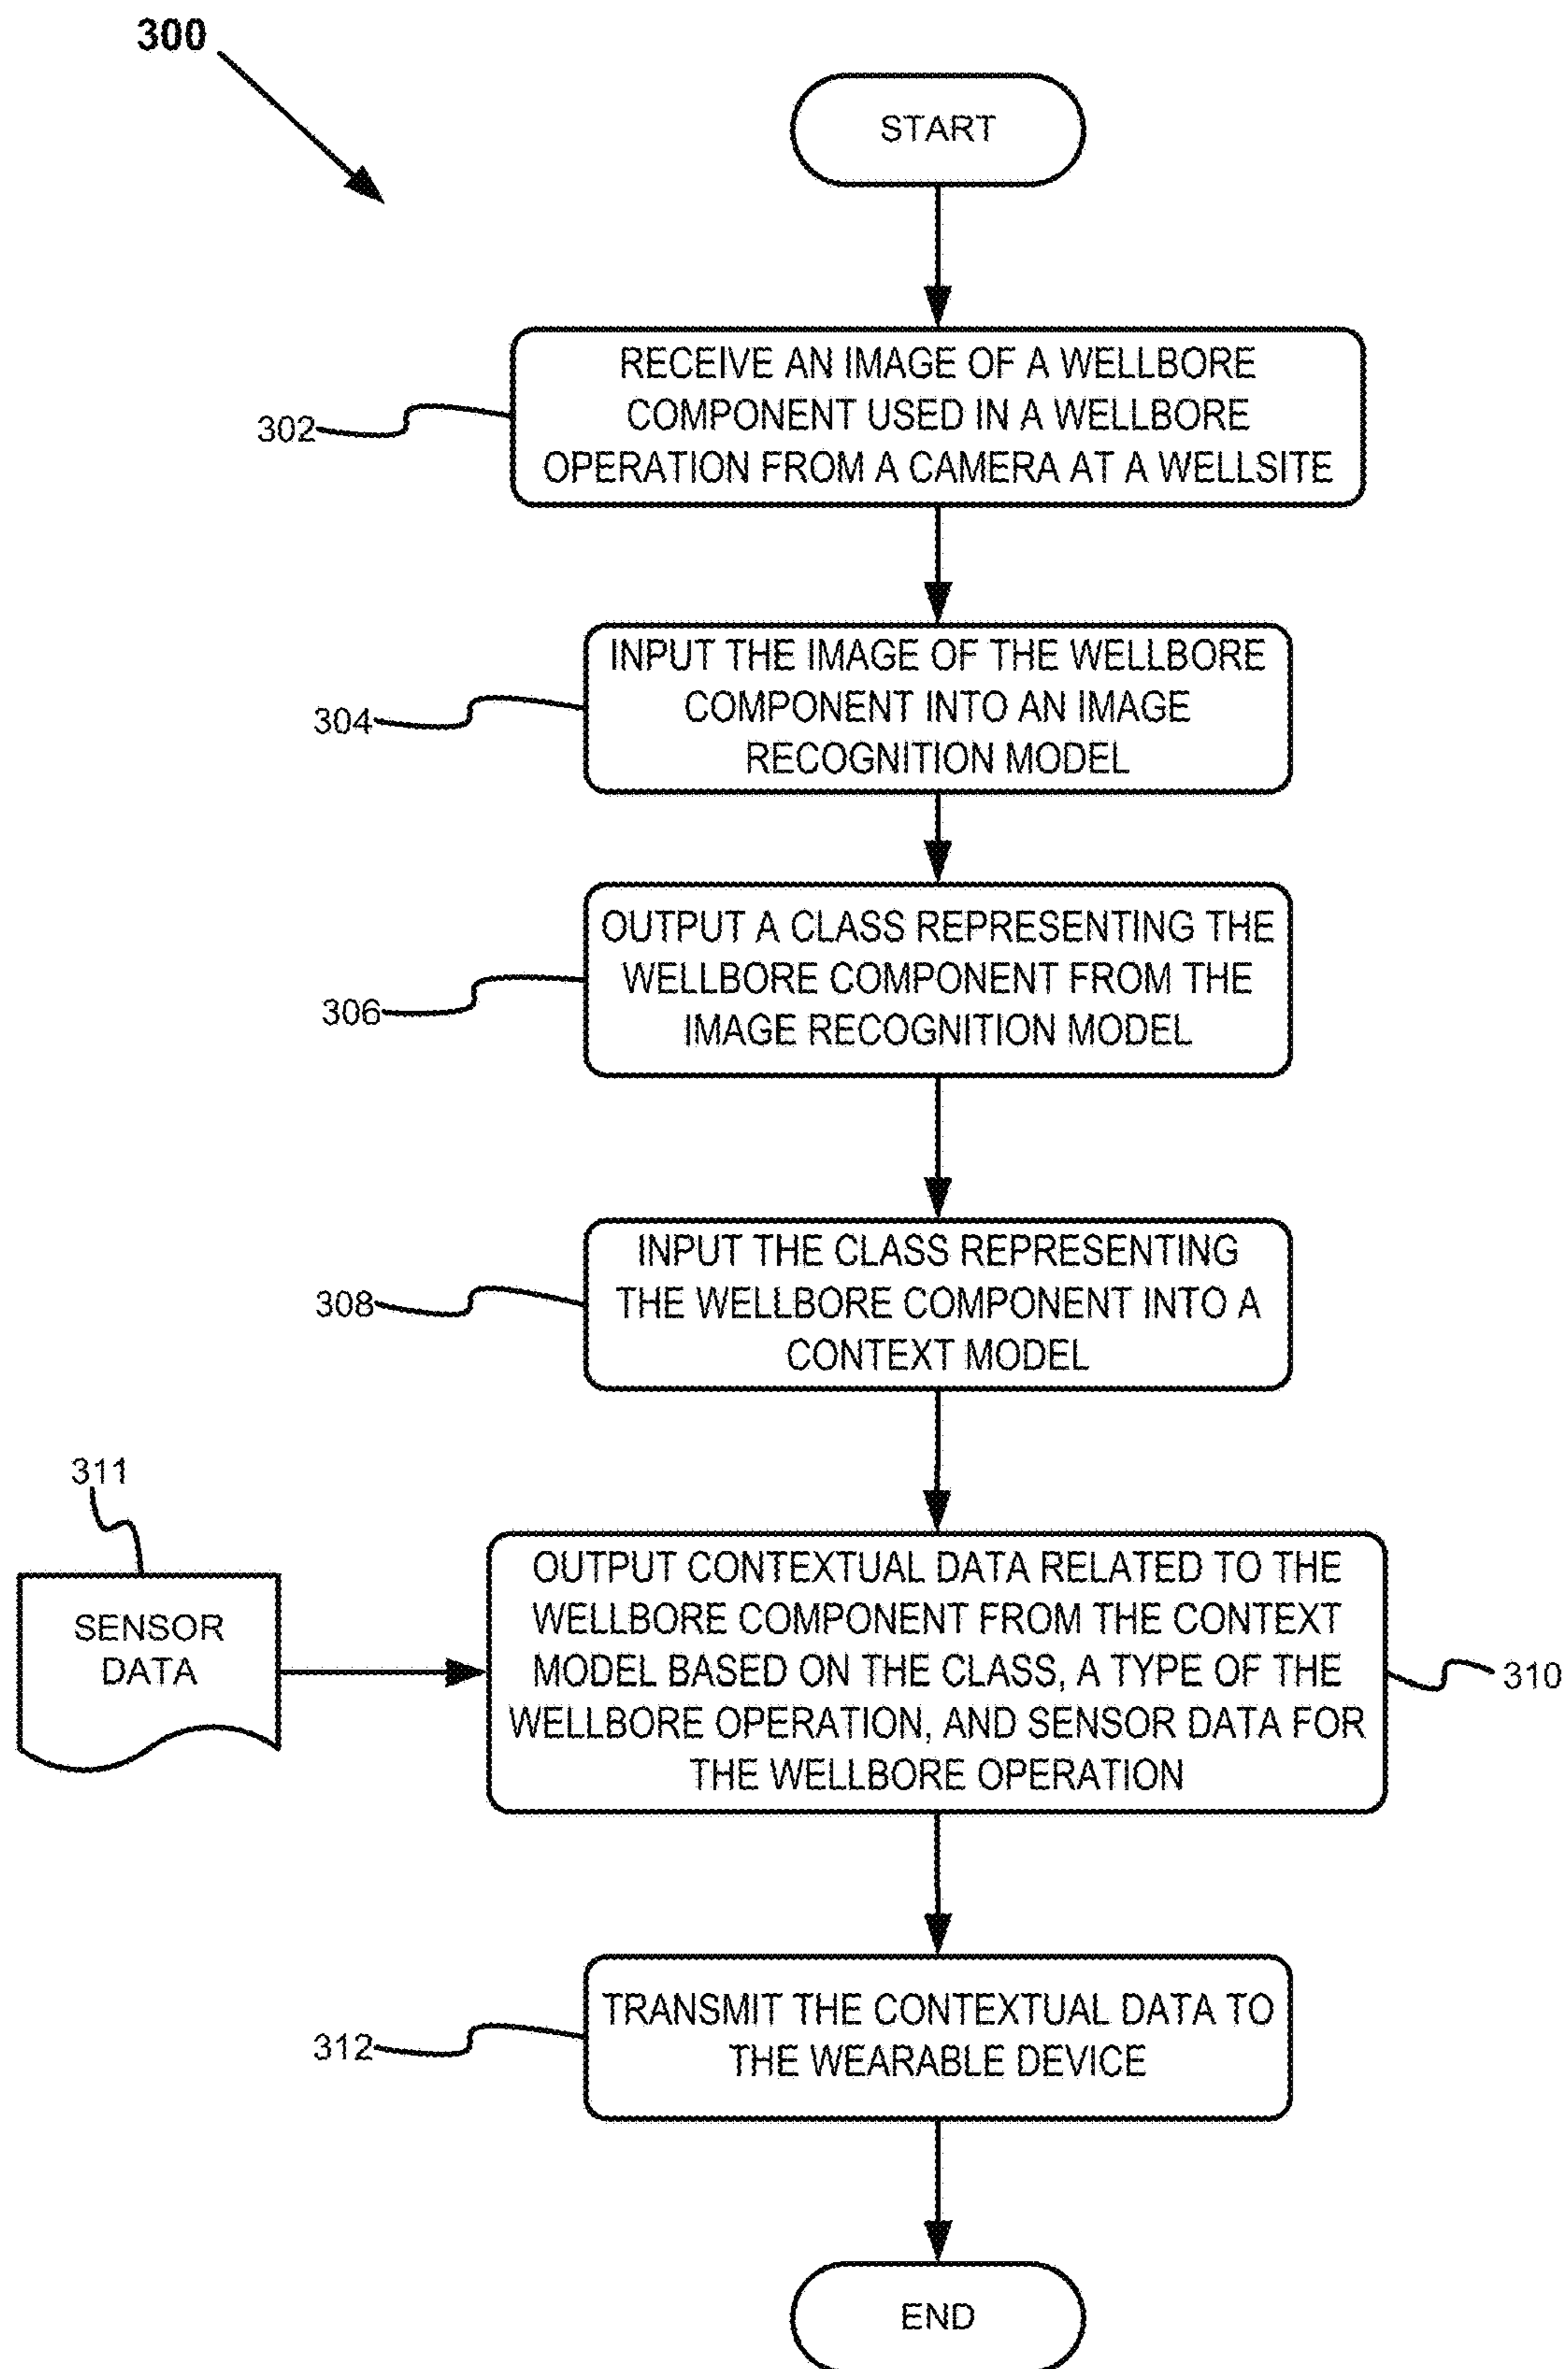 300
START
RECEIVE AN IMAGE OF A WELLBORE
COMPONENT USED IN A WELLBORE
OPERATION FROM A CAMERA AT A WELLSITE
302
INPUT THE IMAGE OF THE WELLBORE
COMPONENT INTO AN IMAGE
RECOGNITION MODEL
304
OUTPUT A CLASS REPRESENTING THE
WELLBORE COMPONENT FROM THE
IMAGE RECOGNITION MODEL
306
INPUT THE CLASS REPRESENTING
THE WELLBORE COMPONENT INTO A
CONTEXT MODEL
308
311
SENSOR
DATA
OUTPUT CONTEXTUAL DATA RELATED TO THE
WELLBORE COMPONENT FROM THE CONTEXT
MODEL BASED ON THE CLASS, A TYPE OF THE
WELLBORE OPERATION, AND SENSOR DATA FOR
THE WELLBORE OPERATION
310
TRANSMIT THE CONTEXTUAL DATA TO
THE WEARABLE DEVICE
312
END